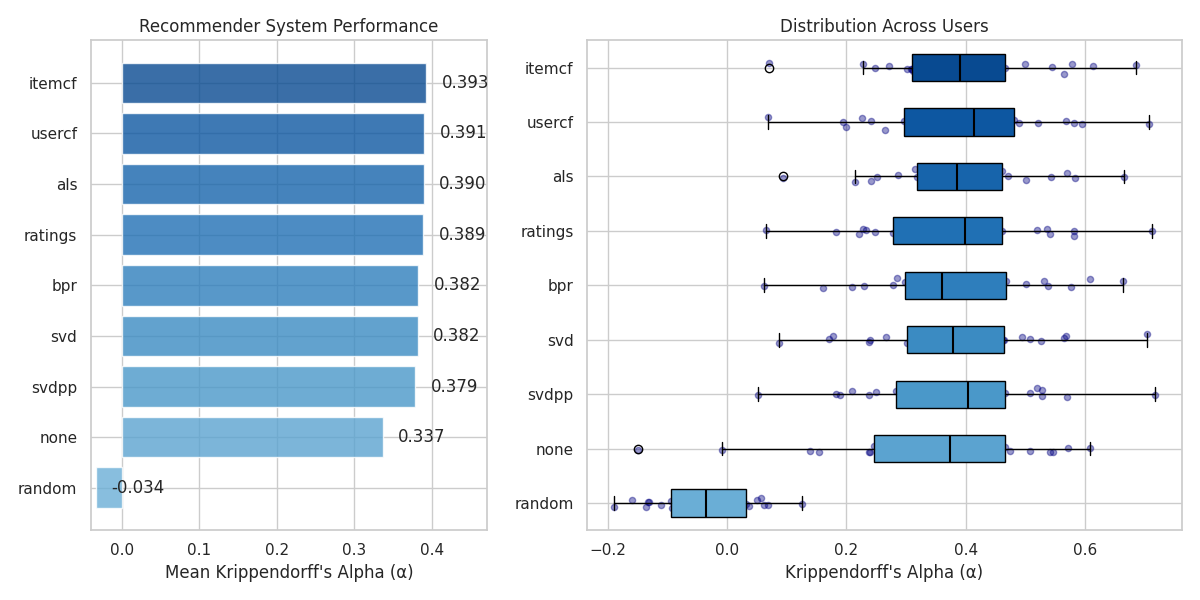 Recommender System Performance
itemcf
usercf
als
ratings
bpr
svd
svdpp
none
random
0.393
0.391
0.390
0.389
0.382
0.382
0.379
0.337
-0.034
0.0 0.1 0.2 0.3 0.4
Mean Krippendorff's Alpha (α)
Distribution Across Users
itemcf
usercf
als
ratings
bpr
svd
svdpp
none
random
−0.2 0.0 0.2 0.4 0.6
Krippendorff's Alpha (α)